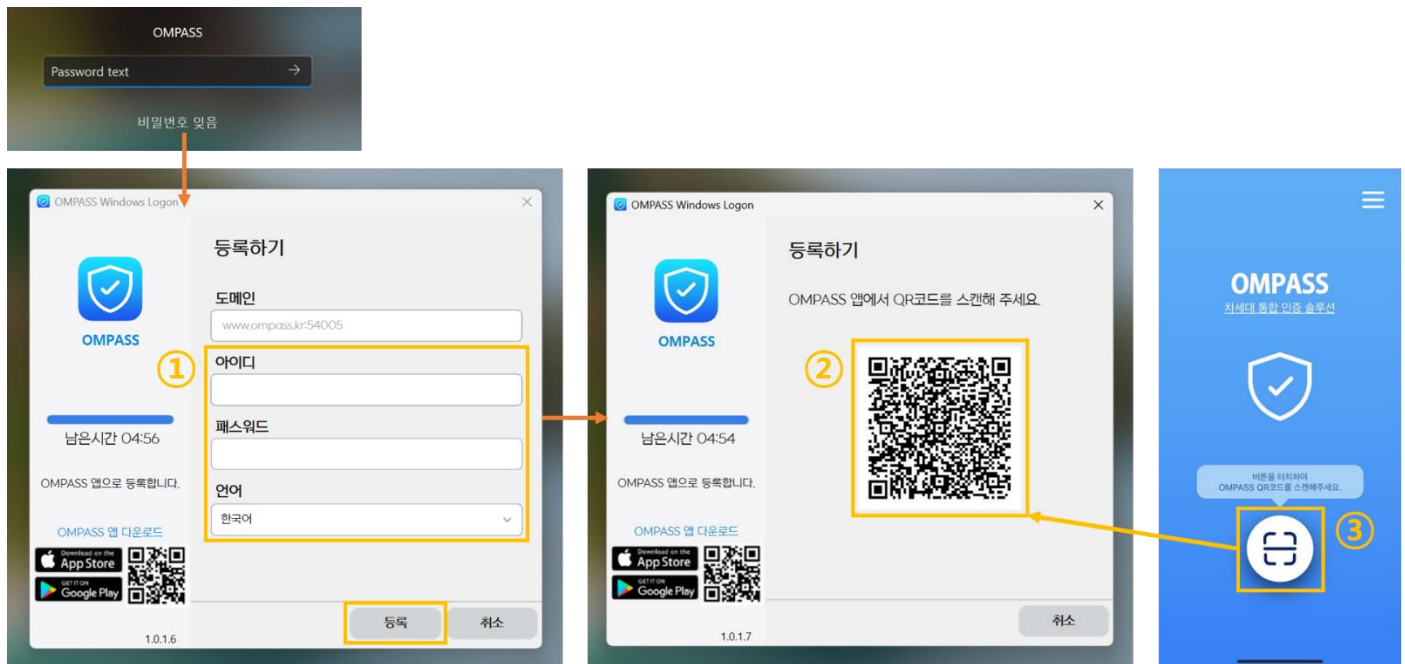 OMPASS
Password text
비밀번호 잊음
OMPASS Windows Logon
등록하기
도메인
www.ompass.kr:54005
OMPASS
①
아이디
패스워드
남은시간 04:56
OMPASS 앱으로 등록합니다.
언어
한국어
OMPASS 앱 다운로드
Download on the
App Store
GET IT ON
Google Play
등록
취소
1.0.1.6
OMPASS Windows Logon
등록하기
OMPASS 앱에서 QR코드를 스캔해 주세요.
OMPASS
②
남은시간 04:54
OMPASS 앱으로 등록합니다.
OMPASS 앱 다운로드
Download on the
App Store
GET IT ON
Google Play
취소
1.0.1.7
OMPASS
차세대 통합 인증 솔루션
버튼을 터치하여
OMPASS QR코드를 스캔해주세요.
③